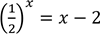 (1/2)^x = x − 2